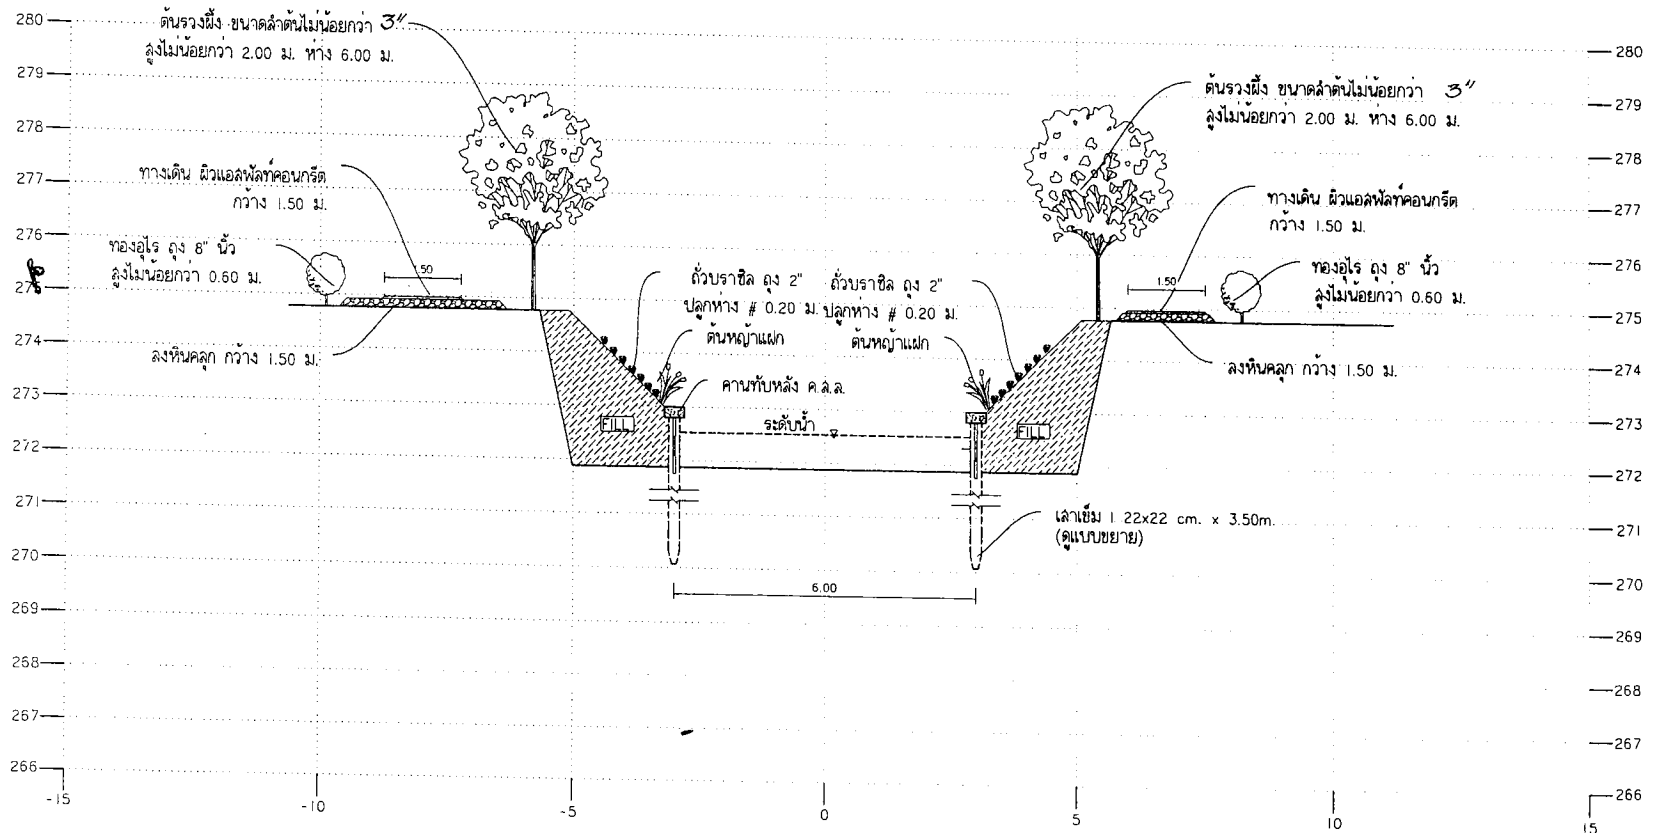 280
ต้นรวงผึ้ง ขนาดลำต้นไม่น้อยกว่า 3"
สูงไม่น้อยกว่า 2.00 ม. ห่าง 6.00 ม.
279
278
ทางเดิน ผิวแอสฟัลท์คอนกรีต
กว้าง 1.50 ม.
277
276
ทองอุไร ถุง 8" นิ้ว
สูงไม่น้อยกว่า 0.60 ม.
275
.50
274
ลงหินคลุก กว้าง 1.50 ม.
273
272
271
270
269
268
267
266
ถั่วบราซิล ถุง 2"
ปลูกห่าง # 0.20 ม.
ต้นหญ้าแฝก
คานทับหลัง ค.ส.ล.
ระดับน้ำ
FILL
ถั่วบราซิล ถุง 2"
ปลูกห่าง # 0.20 ม.
ต้นหญ้าแฝก
FILL
เสาเข็ม I 22x22 cm. x 3.50m.
(ดูแบบขยาย)
6.00
280
ต้นรวงผึ้ง ขนาดลำต้นไม่น้อยกว่า 3"
สูงไม่น้อยกว่า 2.00 ม. ห่าง 6.00 ม.
279
278
ทางเดิน ผิวแอสฟัลท์คอนกรีต
กว้าง 1.50 ม.
277
276
ทองอุไร ถุง 8" นิ้ว
สูงไม่น้อยกว่า 0.60 ม.
1.50
275
ลงหินคลุก กว้าง 1.50 ม.
274
273
272
271
270
269
268
267
266
-15
-10
-5
0
5
10
15